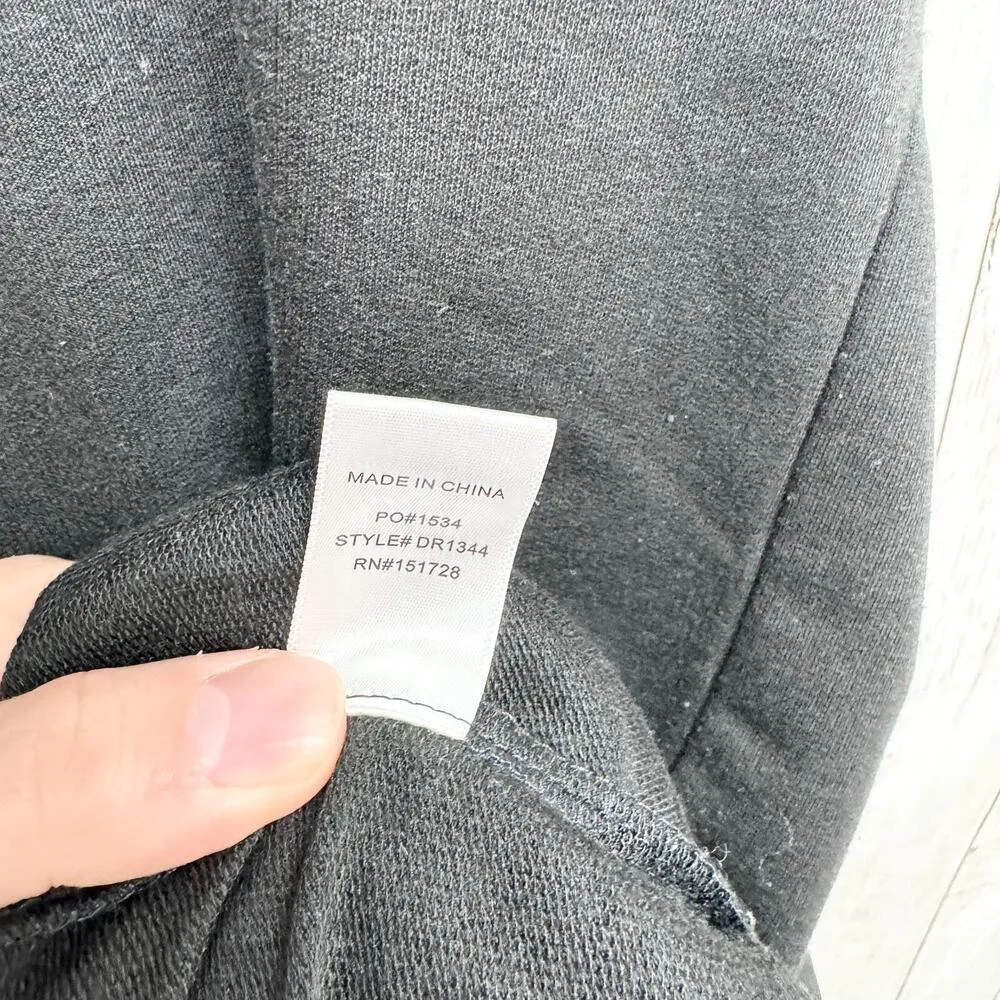 MADE IN CHINA
PO#1534
STYLE# DR1344
RN#151728